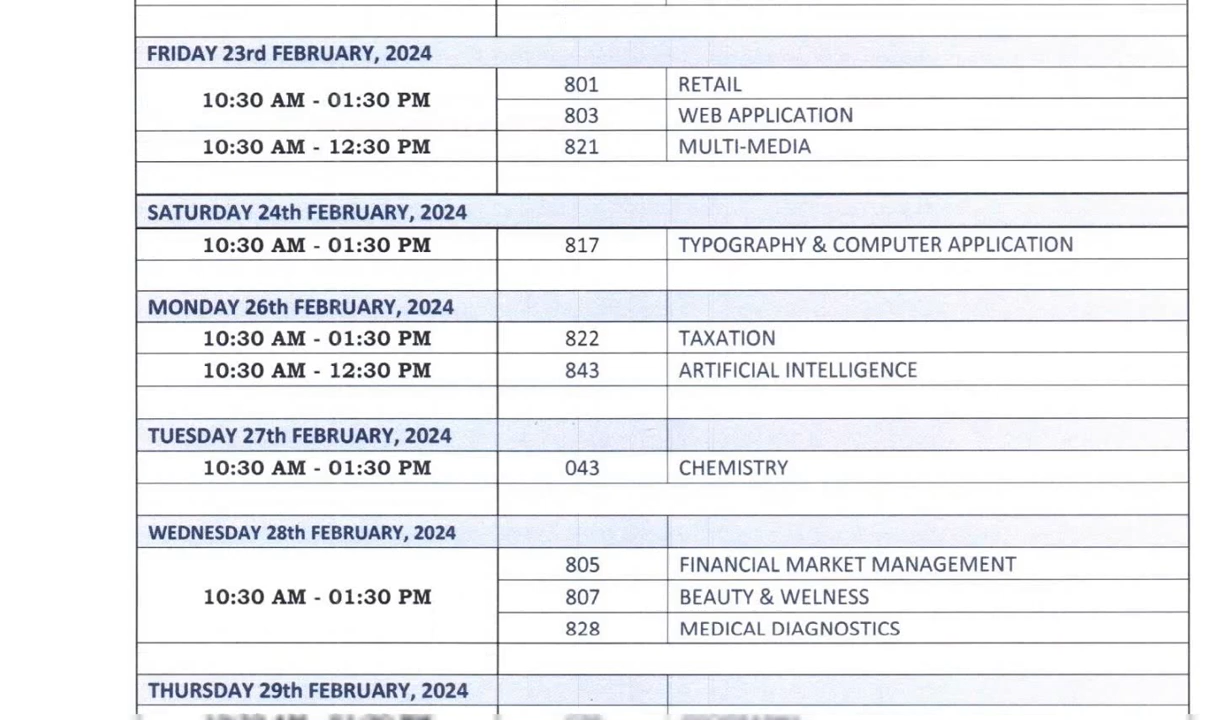 FRIDAY 23rd FEBRUARY, 2024
10:30 AM - 01:30 PM 801 RETAIL
803 WEB APPLICATION
10:30 AM - 12:30 PM 821 MULTI-MEDIA
SATURDAY 24th FEBRUARY, 2024
10:30 AM - 01:30 PM 817 TYPOGRAPHY & COMPUTER APPLICATION
MONDAY 26th FEBRUARY, 2024
10:30 AM - 01:30 PM 822 TAXATION
10:30 AM - 12:30 PM 843 ARTIFICIAL INTELLIGENCE
TUESDAY 27th FEBRUARY, 2024
10:30 AM - 01:30 PM 043 CHEMISTRY
WEDNESDAY 28th FEBRUARY, 2024
10:30 AM - 01:30 PM 805 FINANCIAL MARKET MANAGEMENT
807 BEAUTY & WELNESS
828 MEDICAL DIAGNOSTICS
THURSDAY 29th FEBRUARY, 2024